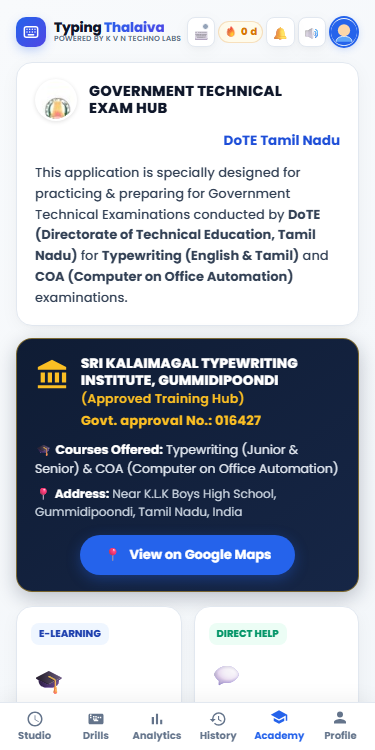 Typing Thalaiva
POWERED BY K V N TECHNO LABS
0 d
GOVERNMENT TECHNICAL
EXAM HUB
DoTE Tamil Nadu
This application is specially designed for
practicing & preparing for Government
Technical Examinations conducted by DoTE
(Directorate of Technical Education, Tamil
Nadu) for Typewriting (English & Tamil) and
COA (Computer on Office Automation)
examinations.
SRI KALAIMAGAL TYPEWRITING
INSTITUTE, GUMMIDIPOONDI
(Approved Training Hub)
Govt. approval No.: 016427
Courses Offered: Typewriting (Junior &
Senior) & COA (Computer on Office Automation)
Address: Near K.L.K Boys High School,
Gummidipoondi, Tamil Nadu, India
View on Google Maps
E-LEARNING
DIRECT HELP
Studio
Drills
Analytics
History
Academy
Profile